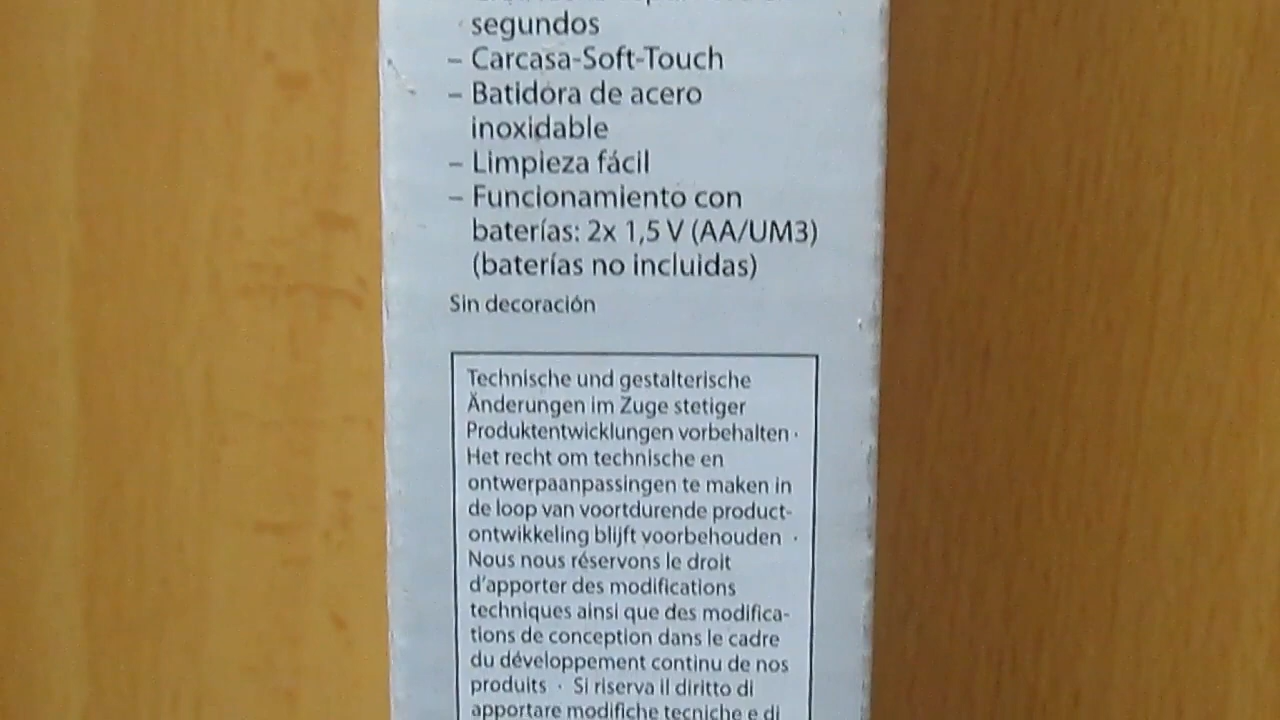 segundos
– Carcasa-Soft-Touch
– Batidora de acero
inoxidable
– Limpieza fácil
– Funcionamiento con
baterías: 2x 1,5 V (AA/UM3)
(baterías no incluidas)
Sin decoración
Technische und gestalterische
Änderungen im Zuge stetiger
Produktentwicklungen vorbehalten ·
Het recht om technische en
ontwerpaanpassingen te maken in
de loop van voortdurende product-
ontwikkeling blijft voorbehouden ·
Nous nous réservons le droit
d'apporter des modifications
techniques ainsi que des modifica-
tions de conception dans le cadre
du développement continu de nos
produits · Si riserva il diritto di
apportare modifiche tecniche e di